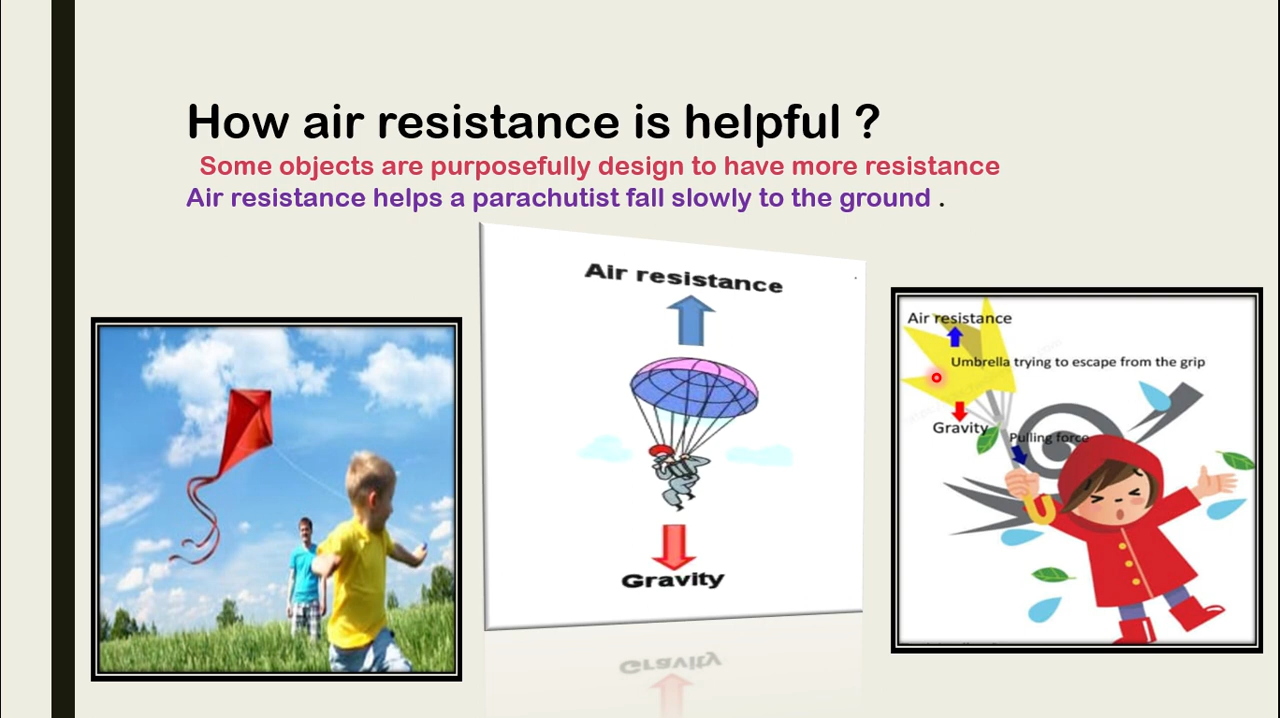 How air resistance is helpful ?
Some objects are purposefully design to have more resistance
Air resistance helps a parachutist fall slowly to the ground .
Air resistance
Gravity
Air resistance
Umbrella trying to escape from the grip
Gravity
Pulling force
Gravity